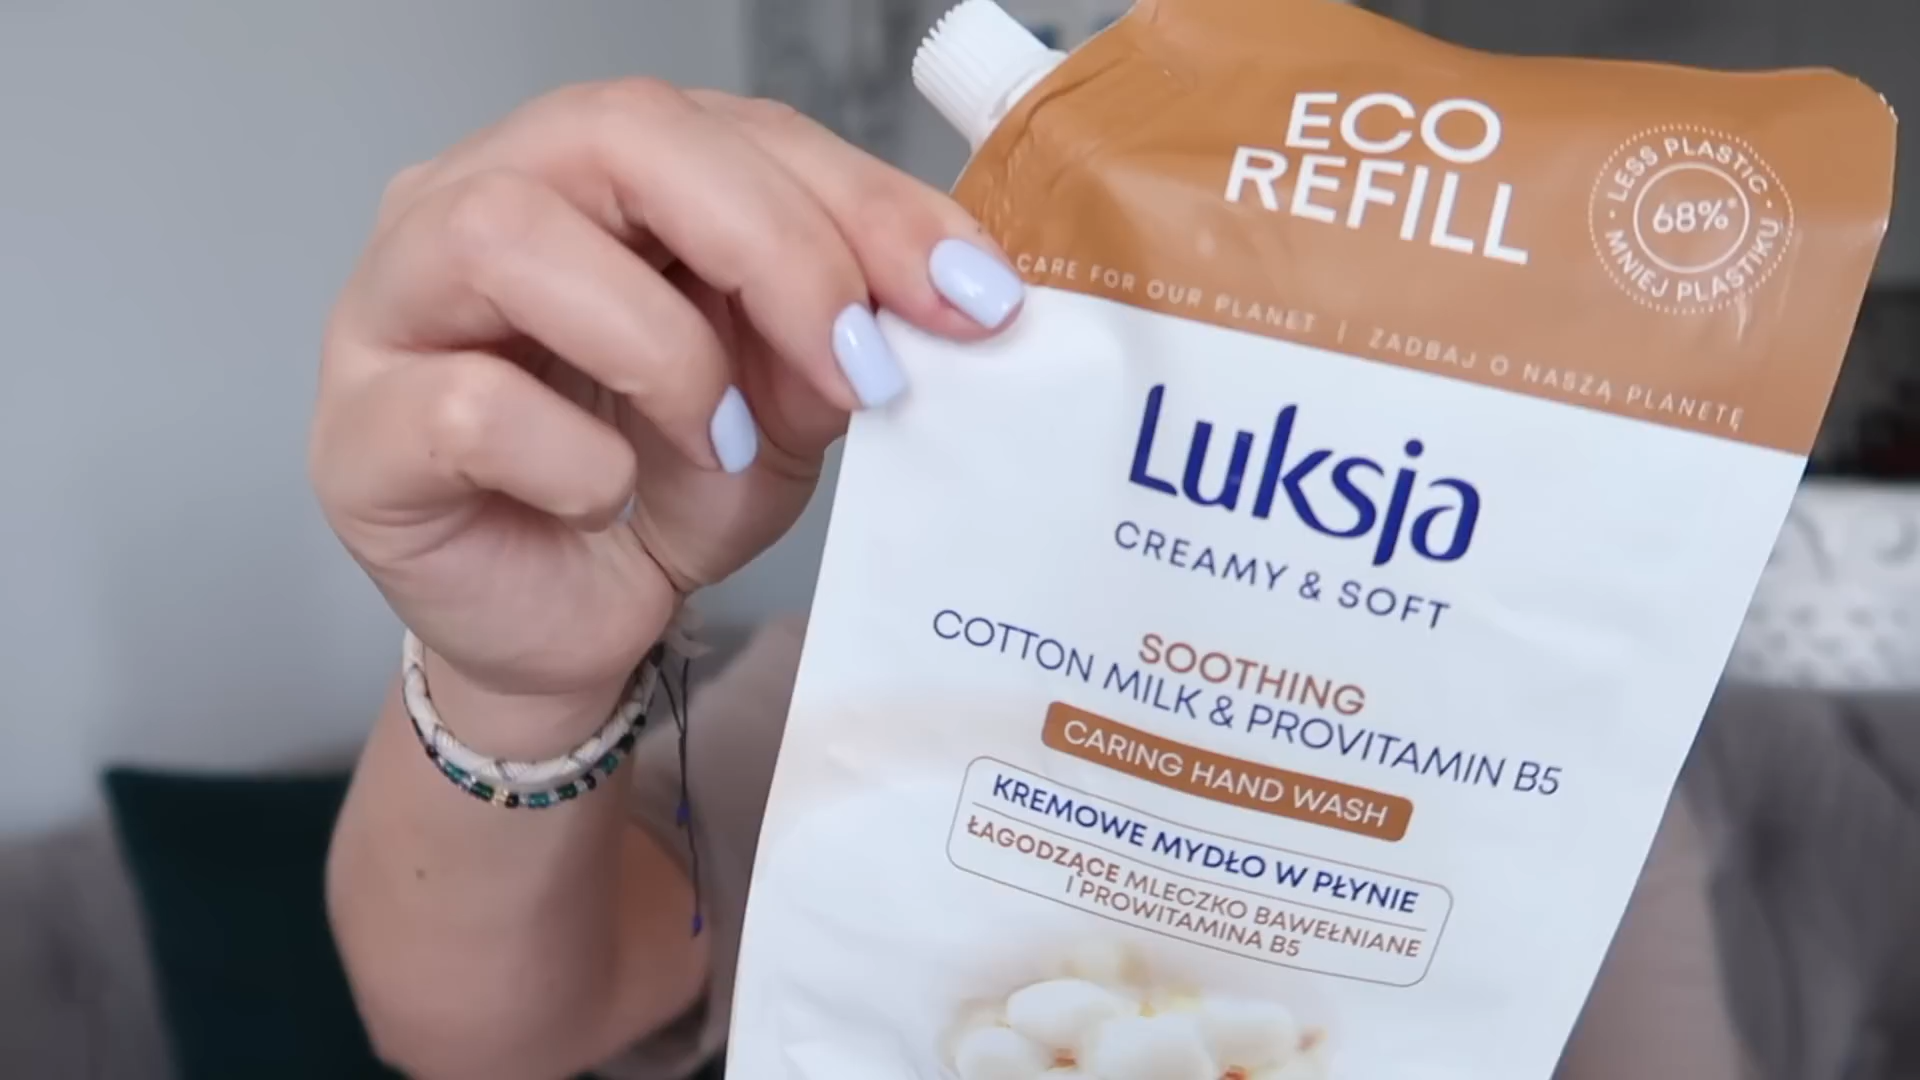 ECO
REFILL
LESS PLASTIC
68%*
MNIEJ PLASTIKU
CARE FOR OUR PLANET | ZADBAJ O NASZĄ PLANETĘ
Luksja
CREAMY & SOFT
SOOTHING
COTTON MILK & PROVITAMIN B5
CARING HAND WASH
KREMOWE MYDŁO W PŁYNIE
ŁAGODZĄCE MLECZKO BAWEŁNIANE
I PROWITAMINA B5